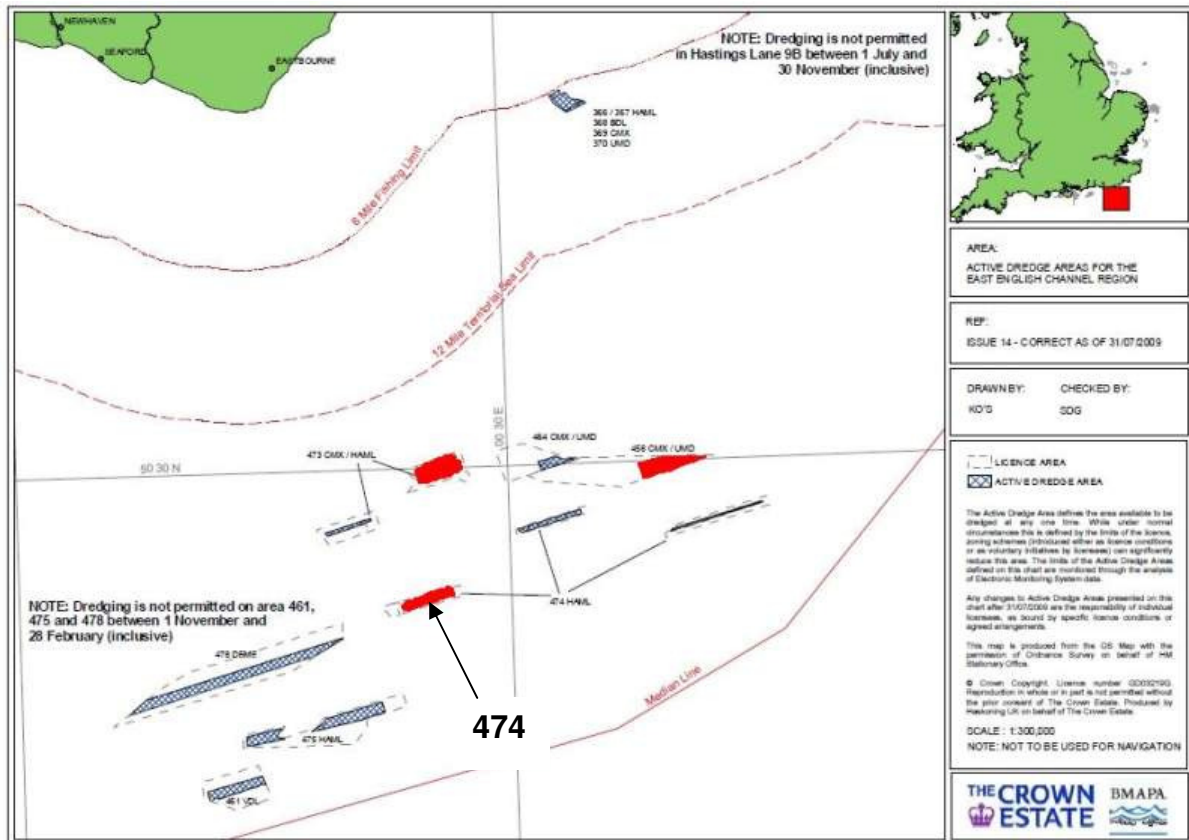 NEWHAVEN
SEAFORD
EASTBOURNE
NOTE: Dredging is not permitted
in Hastings Lane 9B between 1 July and
30 November (inclusive)
366 / 367 HAML
368 BDL
369 CMX
370 UMD
6 Mile Fishing Limit
12 Mile Territorial Sea Limit
00 30 E
50 30 N
473 CMX / HAML
464 CMX / UMD
458 CMX / UMD
474 HAML
NOTE: Dredging is not permitted on area 461,
475 and 478 between 1 November and
28 February (inclusive)
478 DEME
475 HAML
461 VDL
474
Median Line
AREA:
ACTIVE DREDGE AREAS FOR THE
EAST ENGLISH CHANNEL REGION
REF:
ISSUE 14 - CORRECT AS OF 31/07/2009
DRAWN BY: CHECKED BY:
KO'S SDG
LICENCE AREA
ACTIVE DREDGE AREA
The Active Dredge Area defines the area available to be
dredged at any one time. While under normal
circumstances this is defined by the limits of the licence,
zoning schemes (introduced either as licence conditions
or as voluntary initiatives by licensees) can significantly
reduce this area. The limits of the Active Dredge Areas
defined on this chart are monitored through the analysis
of Electronic Monitoring System data.
Any changes to Active Dredge Areas presented on this
chart after 31/07/2009 are the responsibility of individual
licensees, as bound by specific licence conditions or
agreed arrangements.
This map is produced from the OS Map with the
permission of Ordnance Survey on behalf of HM
Stationary Office.
© Crown Copyright. Licence number
Reproduction in whole or in part is not permitted without
the prior consent of The Crown Estate. Produced by
Haskoning UK on behalf of The Crown Estate.
SCALE : 1:300,000
NOTE: NOT TO BE USED FOR NAVIGATION
THE CROWN
ESTATE
BMAPA